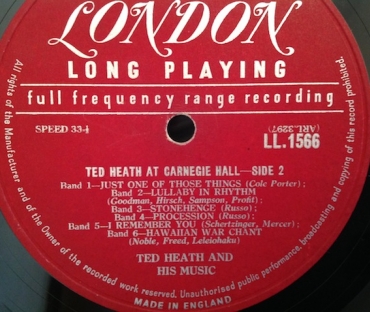 LONDON
LONG PLAYING
full frequency range recording
SPEED 33⅓
(ARL.3297)
LL.1566
TED HEATH AT CARNEGIE HALL—SIDE 2
Band 1—JUST ONE OF THOSE THINGS (Cole Porter);
Band 2—LULLABY IN RHYTHM
(Goodman, Hirsch, Sampson, Profit);
Band 3—STONEHENGE (Russo);
Band 4—PROCESSION (Russo);
Band 5—I REMEMBER YOU (Schertzinger, Mercer);
Band 6—HAWAIIAN WAR CHANT
(Noble, Freed, Leleiohaku)
TED HEATH AND
HIS MUSIC
All rights of the Manufacturer and of the Owner of the recorded work reserved. Unauthorised public performance, broadcasting and copying of this record prohibited.
MADE IN ENGLAND